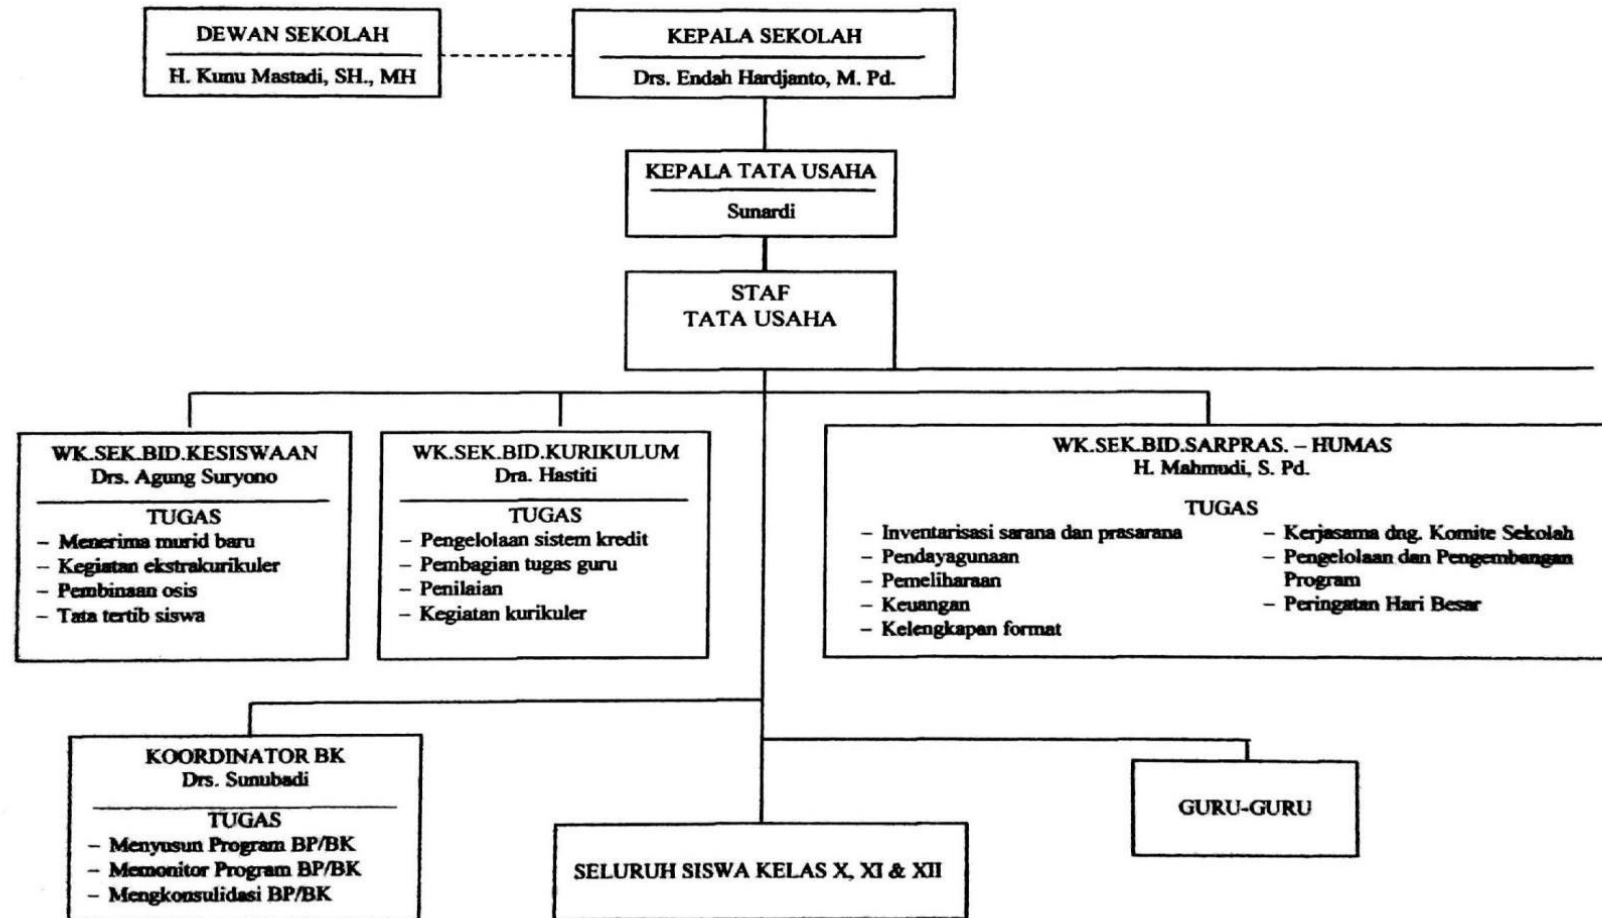 DEWAN SEKOLAH
H. Kunu Mastadi, SH., MH
KEPALA SEKOLAH
Drs. Endah Hardjanto, M. Pd.
KEPALA TATA USAHA
Sunardi
STAF
TATA USAHA
WK.SEK.BID.KESISWAAN
Drs. Agung Suryono
TUGAS
– Menerima murid baru
– Kegiatan ekstrakurikuler
– Pembinaan osis
– Tata tertib siswa
WK.SEK.BID.KURIKULUM
Dra. Hastiti
TUGAS
– Pengelolaan sistem kredit
– Pembagian tugas guru
– Penilaian
– Kegiatan kurikuler
WK.SEK.BID.SARPRAS. – HUMAS
H. Mahmudi, S. Pd.
TUGAS
– Inventarisasi sarana dan prasarana
– Pendayagunaan
– Pemeliharaan
– Keuangan
– Kelengkapan format
– Kerjasama dng. Komite Sekolah
– Pengelolaan dan Pengembangan
Program
– Peringatan Hari Besar
KOORDINATOR BK
Drs. Sunubadi
TUGAS
– Menyusun Program BP/BK
– Memonitor Program BP/BK
– Mengkonsulidasi BP/BK
SELURUH SISWA KELAS X, XI & XII
GURU-GURU